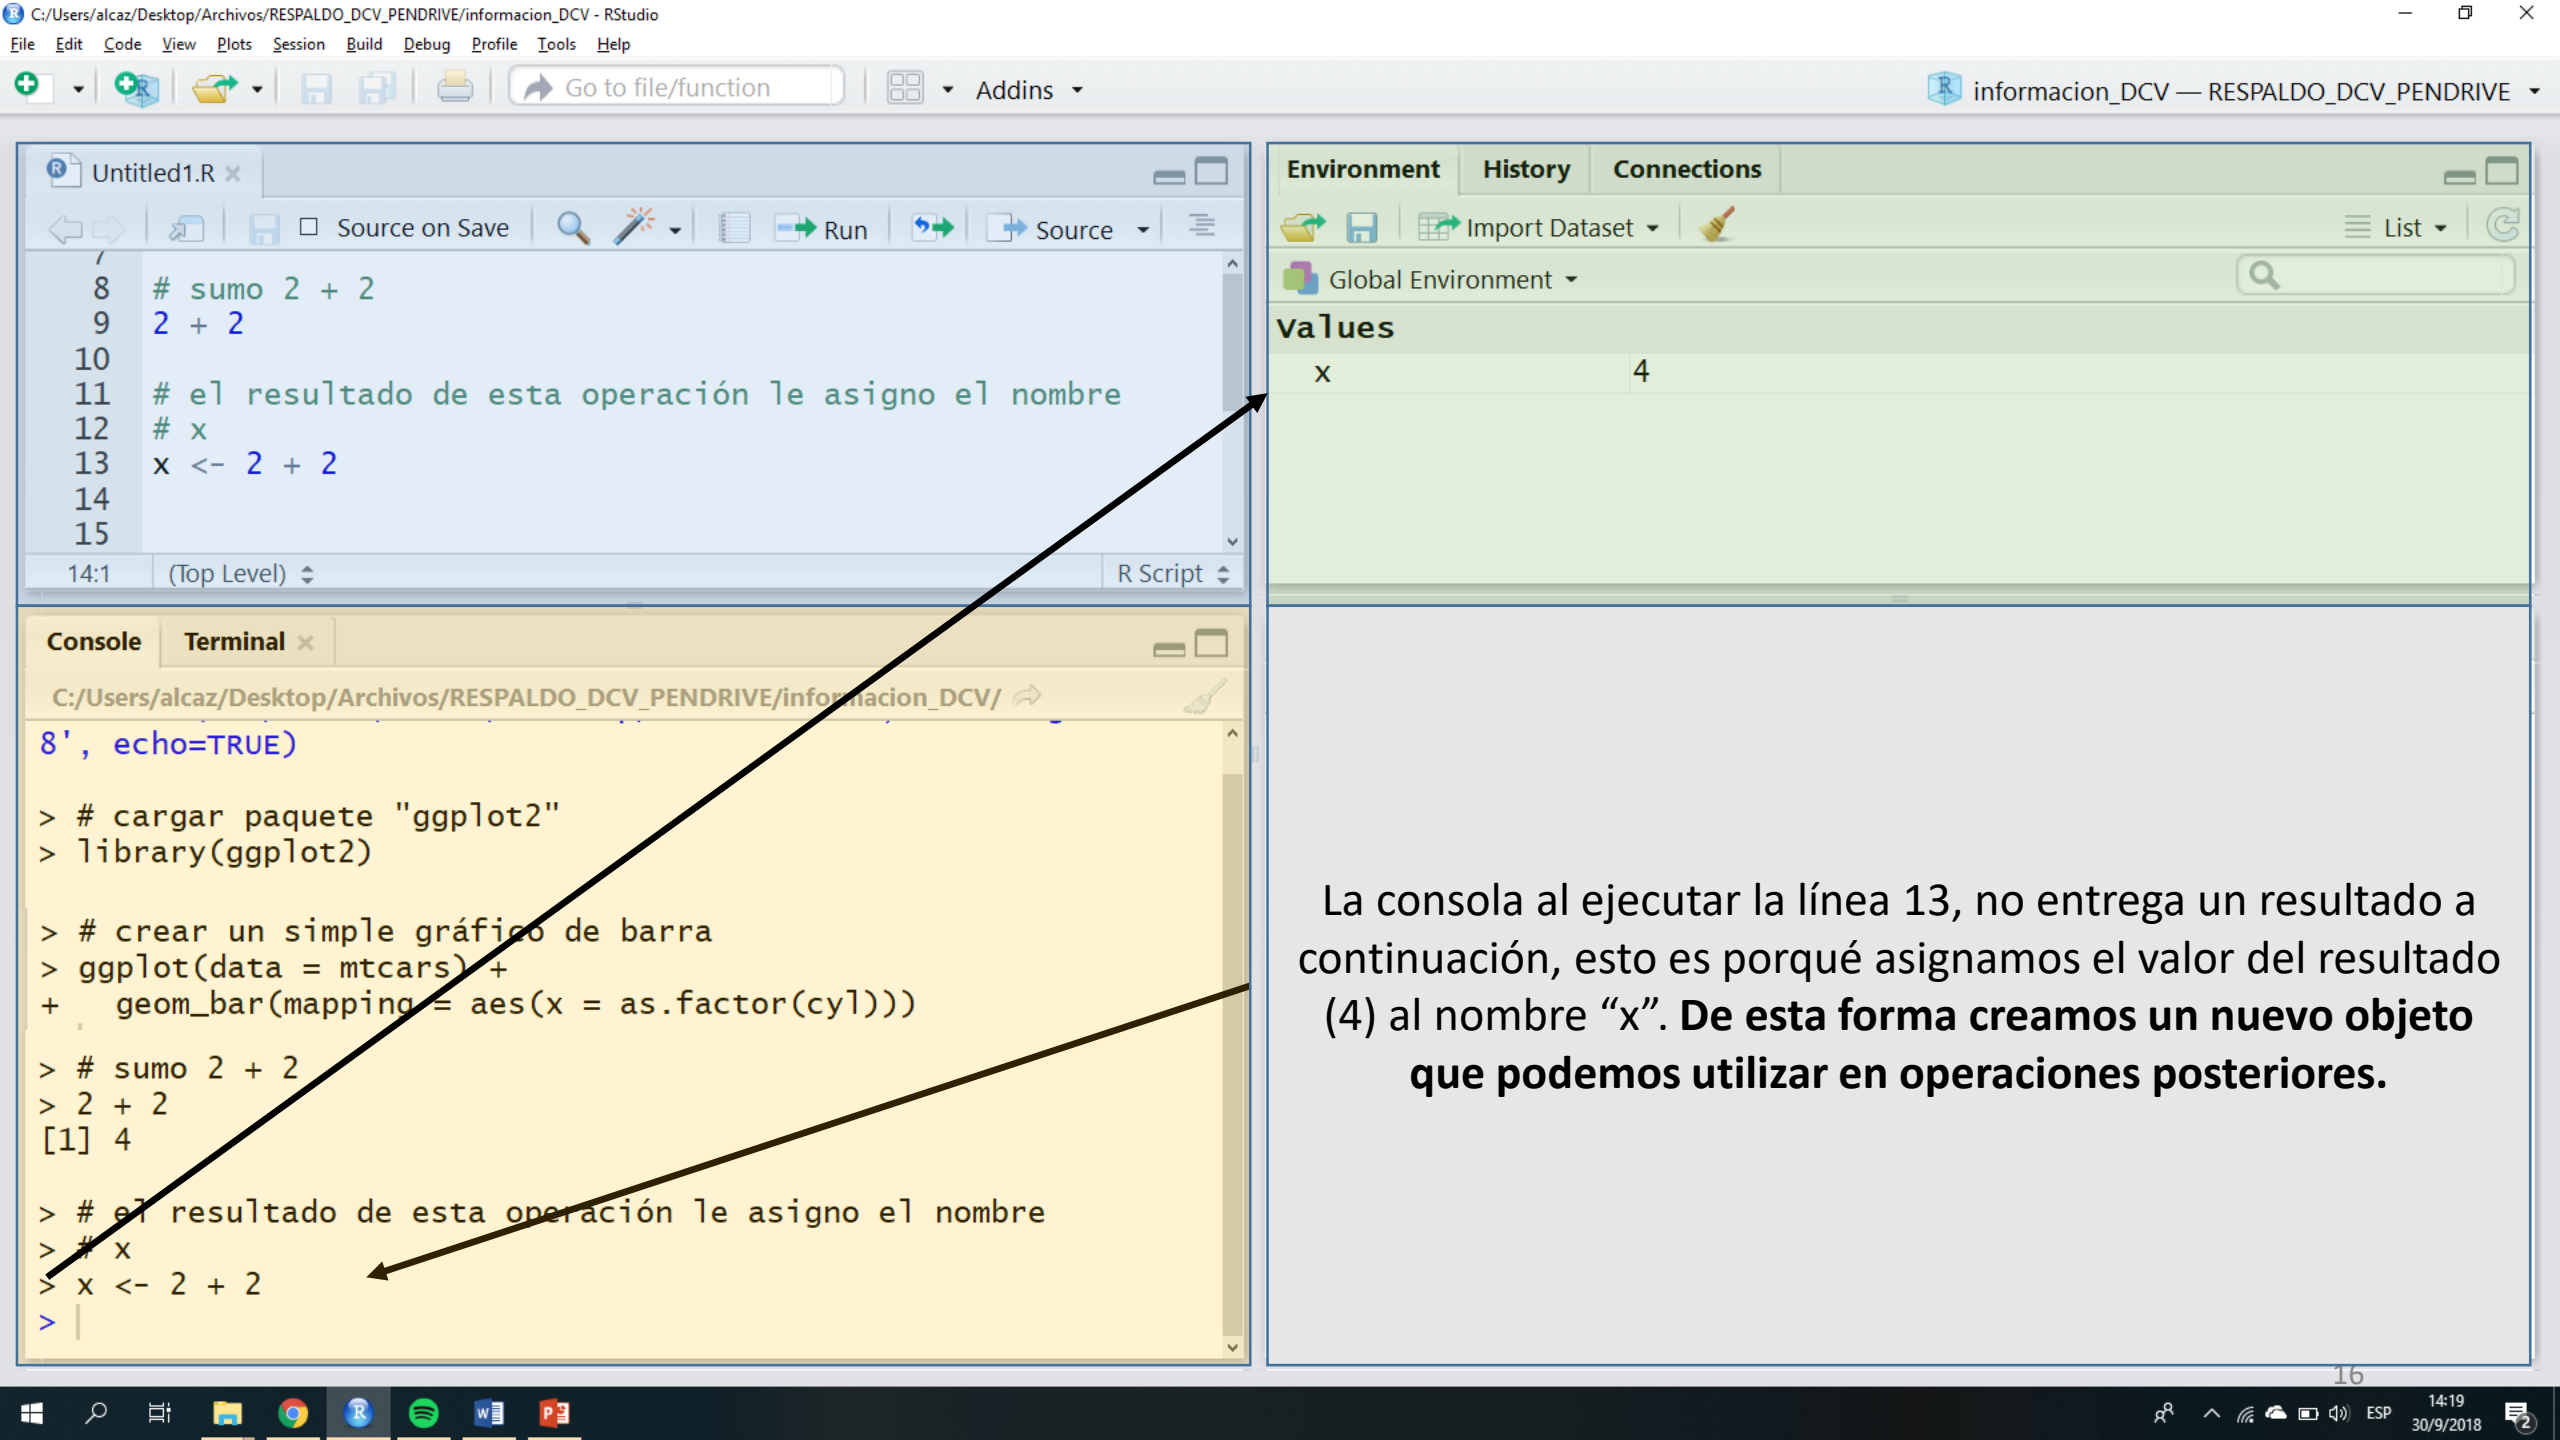 C:/Users/alcaz/Desktop/Archivos/RESPALDO_DCV_PENDRIVE/informacion_DCV - RStudio
File Edit Code View Plots Session Build Debug Profile Tools Help
Go to file/function
Addins
informacion_DCV — RESPALDO_DCV_PENDRIVE
Untitled1.R
Source on Save
Run
Source
7
8 # sumo 2 + 2
9 2 + 2
10
11 # el resultado de esta operación le asigno el nombre
12 # x
13 x <- 2 + 2
14
15
14:1 (Top Level) R Script
Environment History Connections
Import Dataset
List
Global Environment
Values
x 4
Console Terminal
C:/Users/alcaz/Desktop/Archivos/RESPALDO_DCV_PENDRIVE/informacion_DCV/
8', echo=TRUE)
> # cargar paquete "ggplot2"
> library(ggplot2)
> # crear un simple gráfico de barra
> ggplot(data = mtcars) +
+ geom_bar(mapping = aes(x = as.factor(cyl)))
> # sumo 2 + 2
> 2 + 2
[1] 4
> # el resultado de esta operación le asigno el nombre
> # x
> x <- 2 + 2
>
La consola al ejecutar la línea 13, no entrega un resultado a
continuación, esto es porqué asignamos el valor del resultado
(4) al nombre “x”. De esta forma creamos un nuevo objeto
que podemos utilizar en operaciones posteriores.
16
ESP
14:19
30/9/2018
2